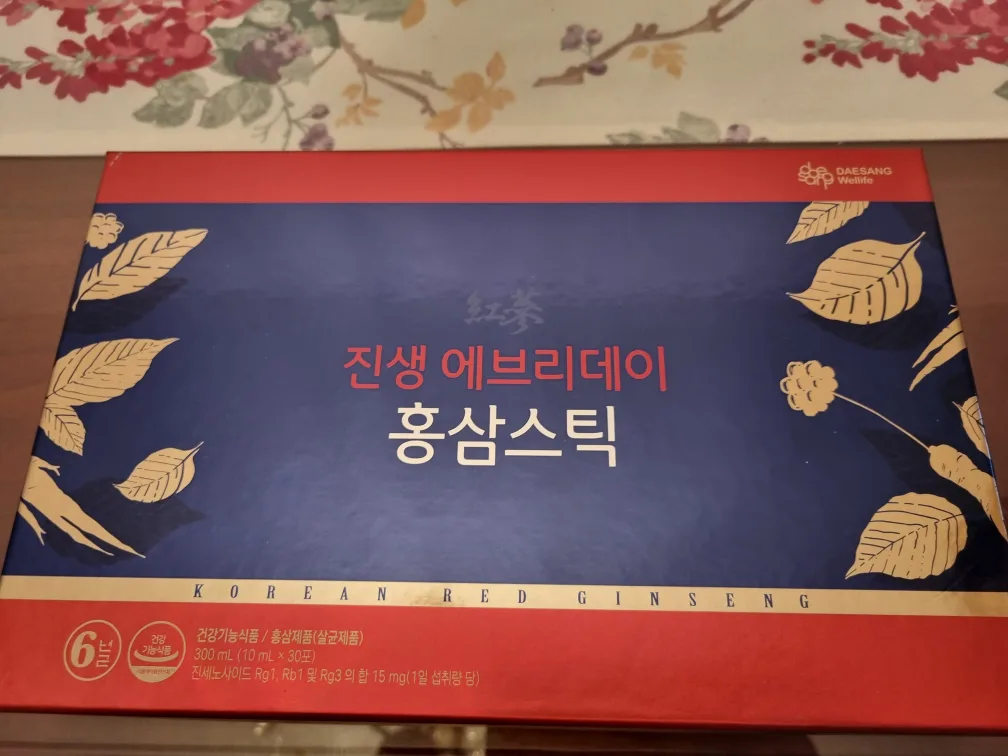 DAESANG
Wellife
紅蔘
진생 에브리데이
홍삼스틱
KOREAN RED GINSENG
6년근
건강
기능식품
건강기능식품 / 홍삼제품(살균제품)
300 mL (10 mL × 30포)
진세노사이드 Rg1, Rb1 및 Rg3 의 합 15 mg(1일 섭취량 당)